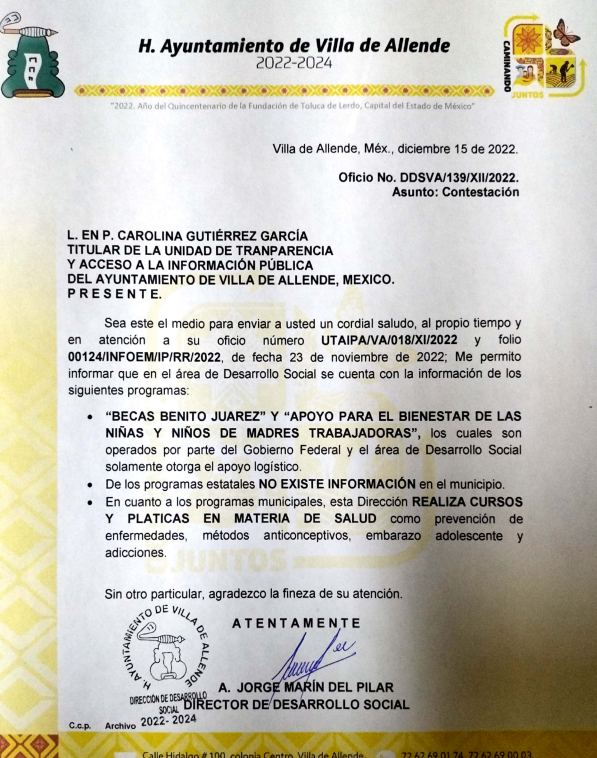 H. Ayuntamiento de Villa de Allende
2022-2024
CAMINANDO
JUNTOS
"2022. Año del Quincentenario de la Fundación de Toluca de Lerdo, Capital del Estado de México"
Villa de Allende, Méx., diciembre 15 de 2022.
Oficio No. DDSVA/139/XII/2022.
Asunto: Contestación
L. EN P. CAROLINA GUTIÉRREZ GARCÍA
TITULAR DE LA UNIDAD DE TRANPARENCIA
Y ACCESO A LA INFORMACIÓN PÚBLICA
DEL AYUNTAMIENTO DE VILLA DE ALLENDE, MEXICO.
P R E S E N T E.
Sea este el medio para enviar a usted un cordial saludo, al propio tiempo y
en atención a su oficio número UTAIPA/VA/018/XI/2022 y folio
00124/INFOEM/IP/RR/2022, de fecha 23 de noviembre de 2022; Me permito
informar que en el área de Desarrollo Social se cuenta con la información de los
siguientes programas:
• "BECAS BENITO JUAREZ" Y "APOYO PARA EL BIENESTAR DE LAS
NIÑAS Y NIÑOS DE MADRES TRABAJADORAS", los cuales son
operados por parte del Gobierno Federal y el área de Desarrollo Social
solamente otorga el apoyo logístico.
• De los programas estatales NO EXISTE INFORMACIÓN en el municipio.
• En cuanto a los programas municipales, esta Dirección REALIZA CURSOS
Y PLATICAS EN MATERIA DE SALUD como prevención de
enfermedades, métodos anticonceptivos, embarazo adolescente y
adicciones.
JUNTOS
Sin otro particular, agradezco la fineza de su atención.
A T E N T A M E N T E
H. AYUNTAMIENTO DE VILLA DE ALLENDE
DIRECCIÓN DE DESARROLLO
SOCIAL
2022- 2024
A. JORGE MARÍN DEL PILAR
DIRECTOR DE DESARROLLO SOCIAL
C.c.p. Archivo
Calle Hidalgo # 100, colonia Centro, Villa de Allende 72 62 69 01 74, 72 62 69 00 03